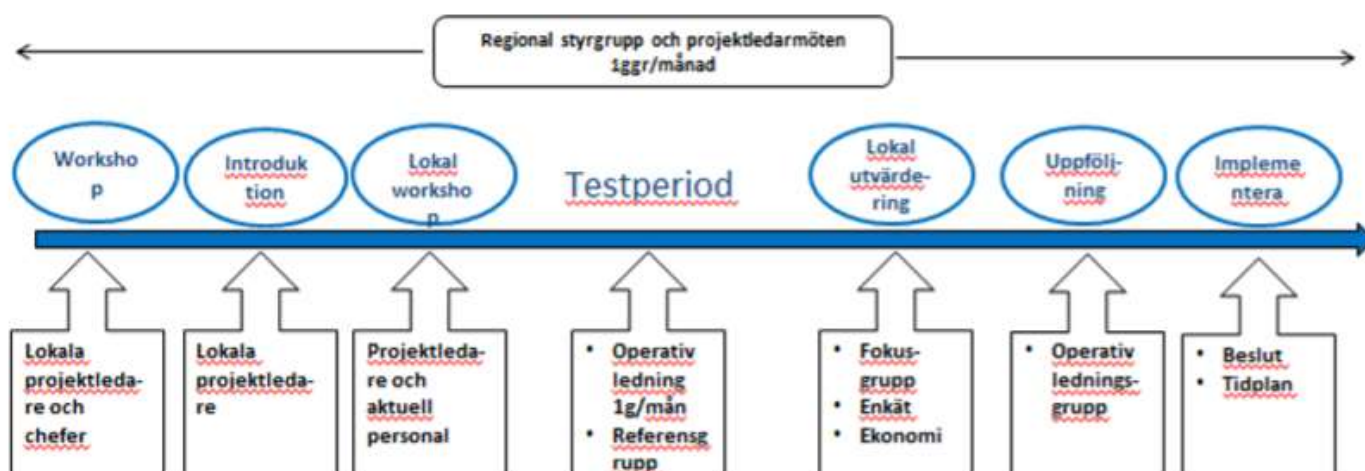 Regional styrgrupp och projektledarmöten
1ggr/månad
Worksho
p
Introduk
tion
Lokal
worksho
p
Testperiod
Lokal
utvärde-
ring
Uppfölj-
ning
Impleme
ntera
Lokala
projektleda-
re och
chefer
Lokala
projektleda-
re
Projektleda-
re och
aktuell
personal
• Operativ
ledning
1g/mån
• Referensg
rupp
• Fokus-
grupp
• Enkät
• Ekonomi
• Operativ
lednings-
grupp
• Beslut
• Tidplan